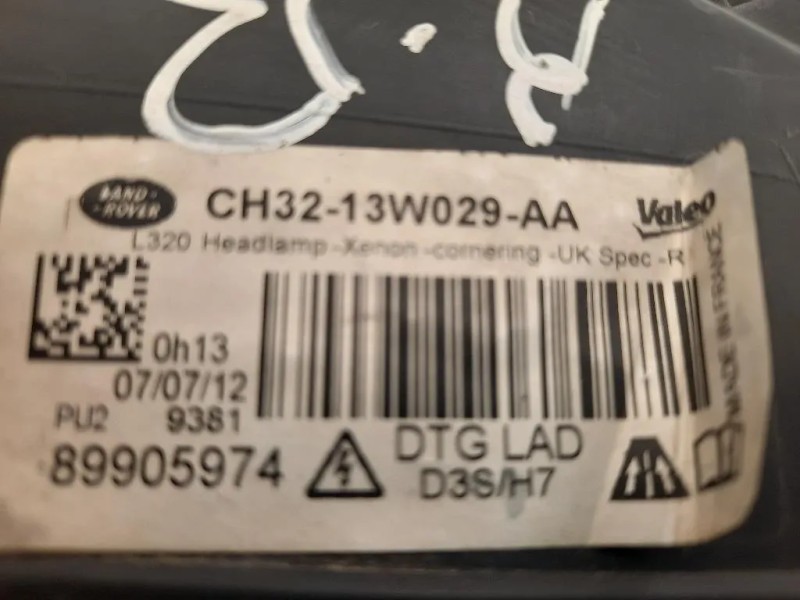 LAND-
ROVER
CH32-13W029-AA
Valeo
L320 Headlamp -Xenon -cornering -UK Spec -R
0h13
07/07/12
PU2 9381
89905974
DTG LAD
D3S/H7
MADE IN FRANCE